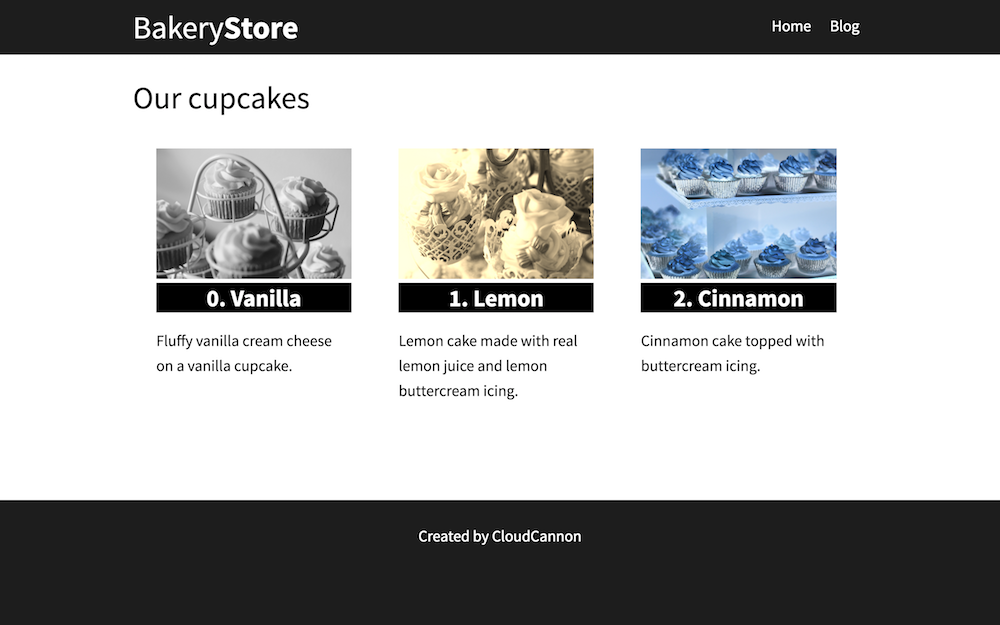 BakeryStore
Home Blog
Our cupcakes
0. Vanilla
Fluffy vanilla cream cheese
on a vanilla cupcake.
1. Lemon
Lemon cake made with real
lemon juice and lemon
buttercream icing.
2. Cinnamon
Cinnamon cake topped with
buttercream icing.
Created by CloudCannon